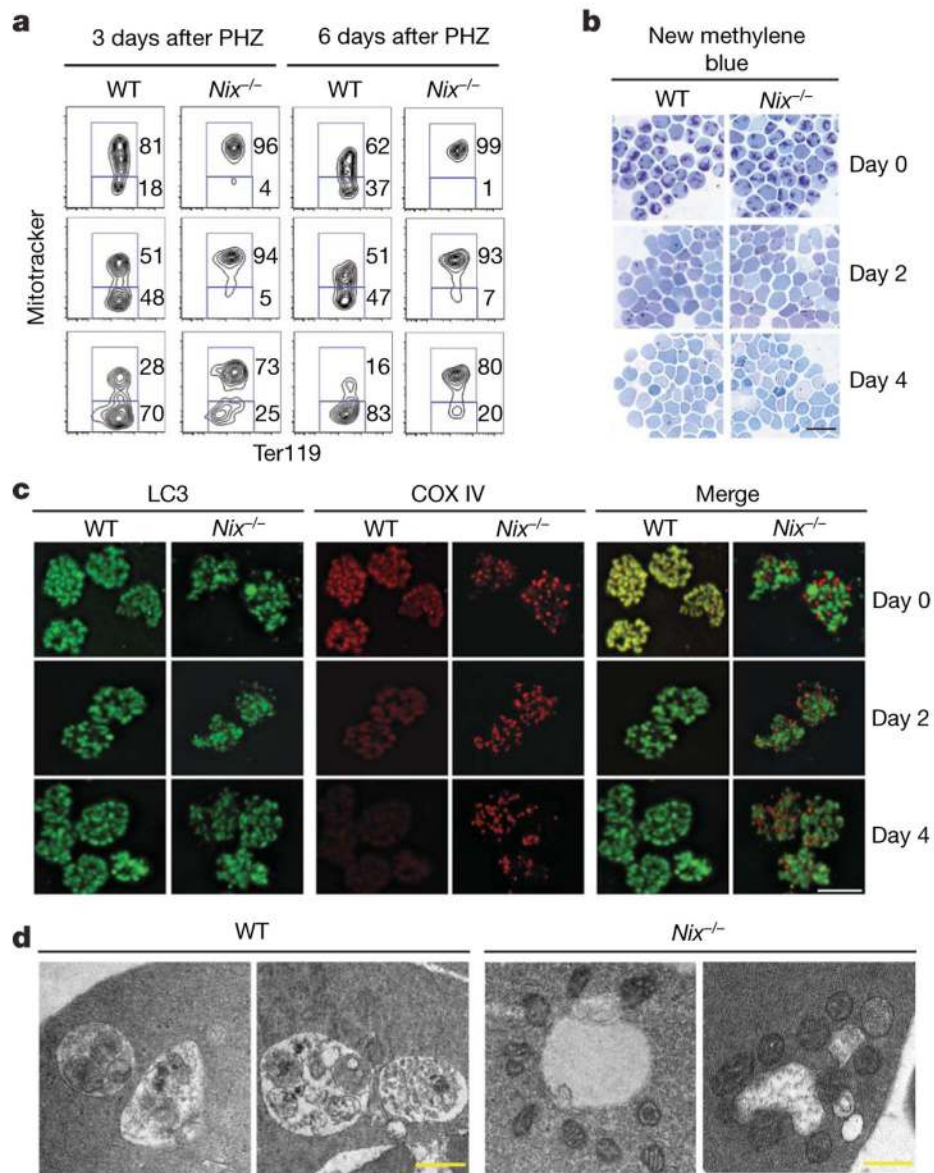 a
3 days after PHZ 6 days after PHZ
WT Nix–/– WT Nix–/–
81 96 62 99
18 4 37 1
51 94 51 93
48 5 47 7
28 73 16 80
70 25 83 20
Mitotracker
Ter119
b
New methylene
blue
WT Nix–/–
Day 0
Day 2
Day 4
c
LC3 COX IV Merge
WT Nix–/– WT Nix–/– WT Nix–/–
Day 0
Day 2
Day 4
d
WT Nix–/–